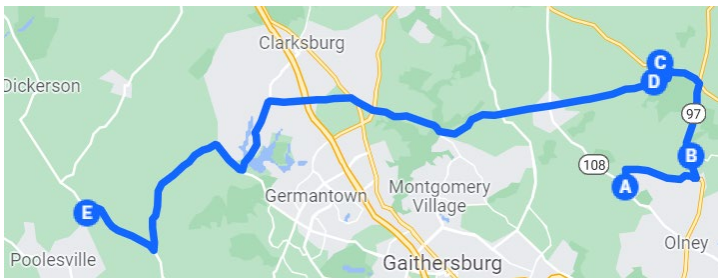 Clarksburg
Dickerson
C
D
97
B
108
A
Germantown
Montgomery
Village
E
Olney
Poolesville
Gaithersburg